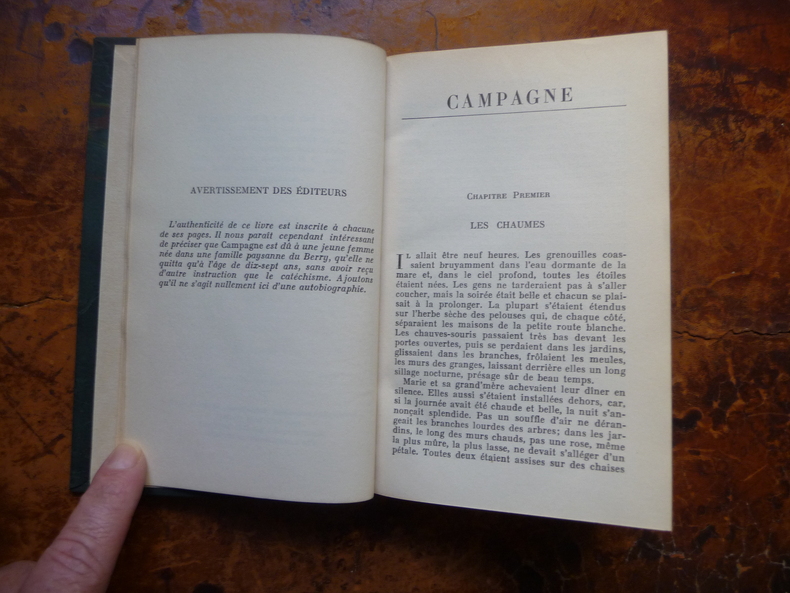 AVERTISSEMENT DES ÉDITEURS
L'authenticité de ce livre est inscrite à chacune
de ses pages. Il nous paraît cependant intéressant
de préciser que Campagne est dû à une jeune femme
née dans une famille paysanne du Berry, qu'elle ne
quitta qu'à l'âge de dix-sept ans, sans avoir reçu
d'autre instruction que le catéchisme. Ajoutons
qu'il ne s'agit nullement ici d'une autobiographie.
CAMPAGNE
CHAPITRE PREMIER
LES CHAUMES
IL allait être neuf heures. Les grenouilles coas-
saient bruyamment dans l'eau dormante de la
mare et, dans le ciel profond, toutes les étoiles
étaient nées. Les gens ne tarderaient pas à s'aller
coucher, mais la soirée était belle et chacun se plai-
sait à la prolonger. La plupart s'étaient étendus
sur l'herbe sèche des pelouses qui, de chaque côté,
séparaient les maisons de la petite route blanche.
Les chauves-souris passaient très bas devant les
portes ouvertes, puis se perdaient dans les jardins,
glissaient dans les branches, frôlaient les meules,
les murs des granges, laissant derrière elles un long
sillage nocturne, présage sûr de beau temps.
Marie et sa grand'mère achevaient leur dîner en
silence. Elles aussi s'étaient installées dehors, car,
si la journée avait été chaude et belle, la nuit s'an-
nonçait splendide. Pas un souffle d'air ne déran-
geait les branches lourdes des arbres; dans les jar-
dins, le long des murs chauds, pas une rose, même
la plus mûre, la plus lasse, ne devait s'alléger d'un
pétale. Toutes deux étaient assises sur des chaises